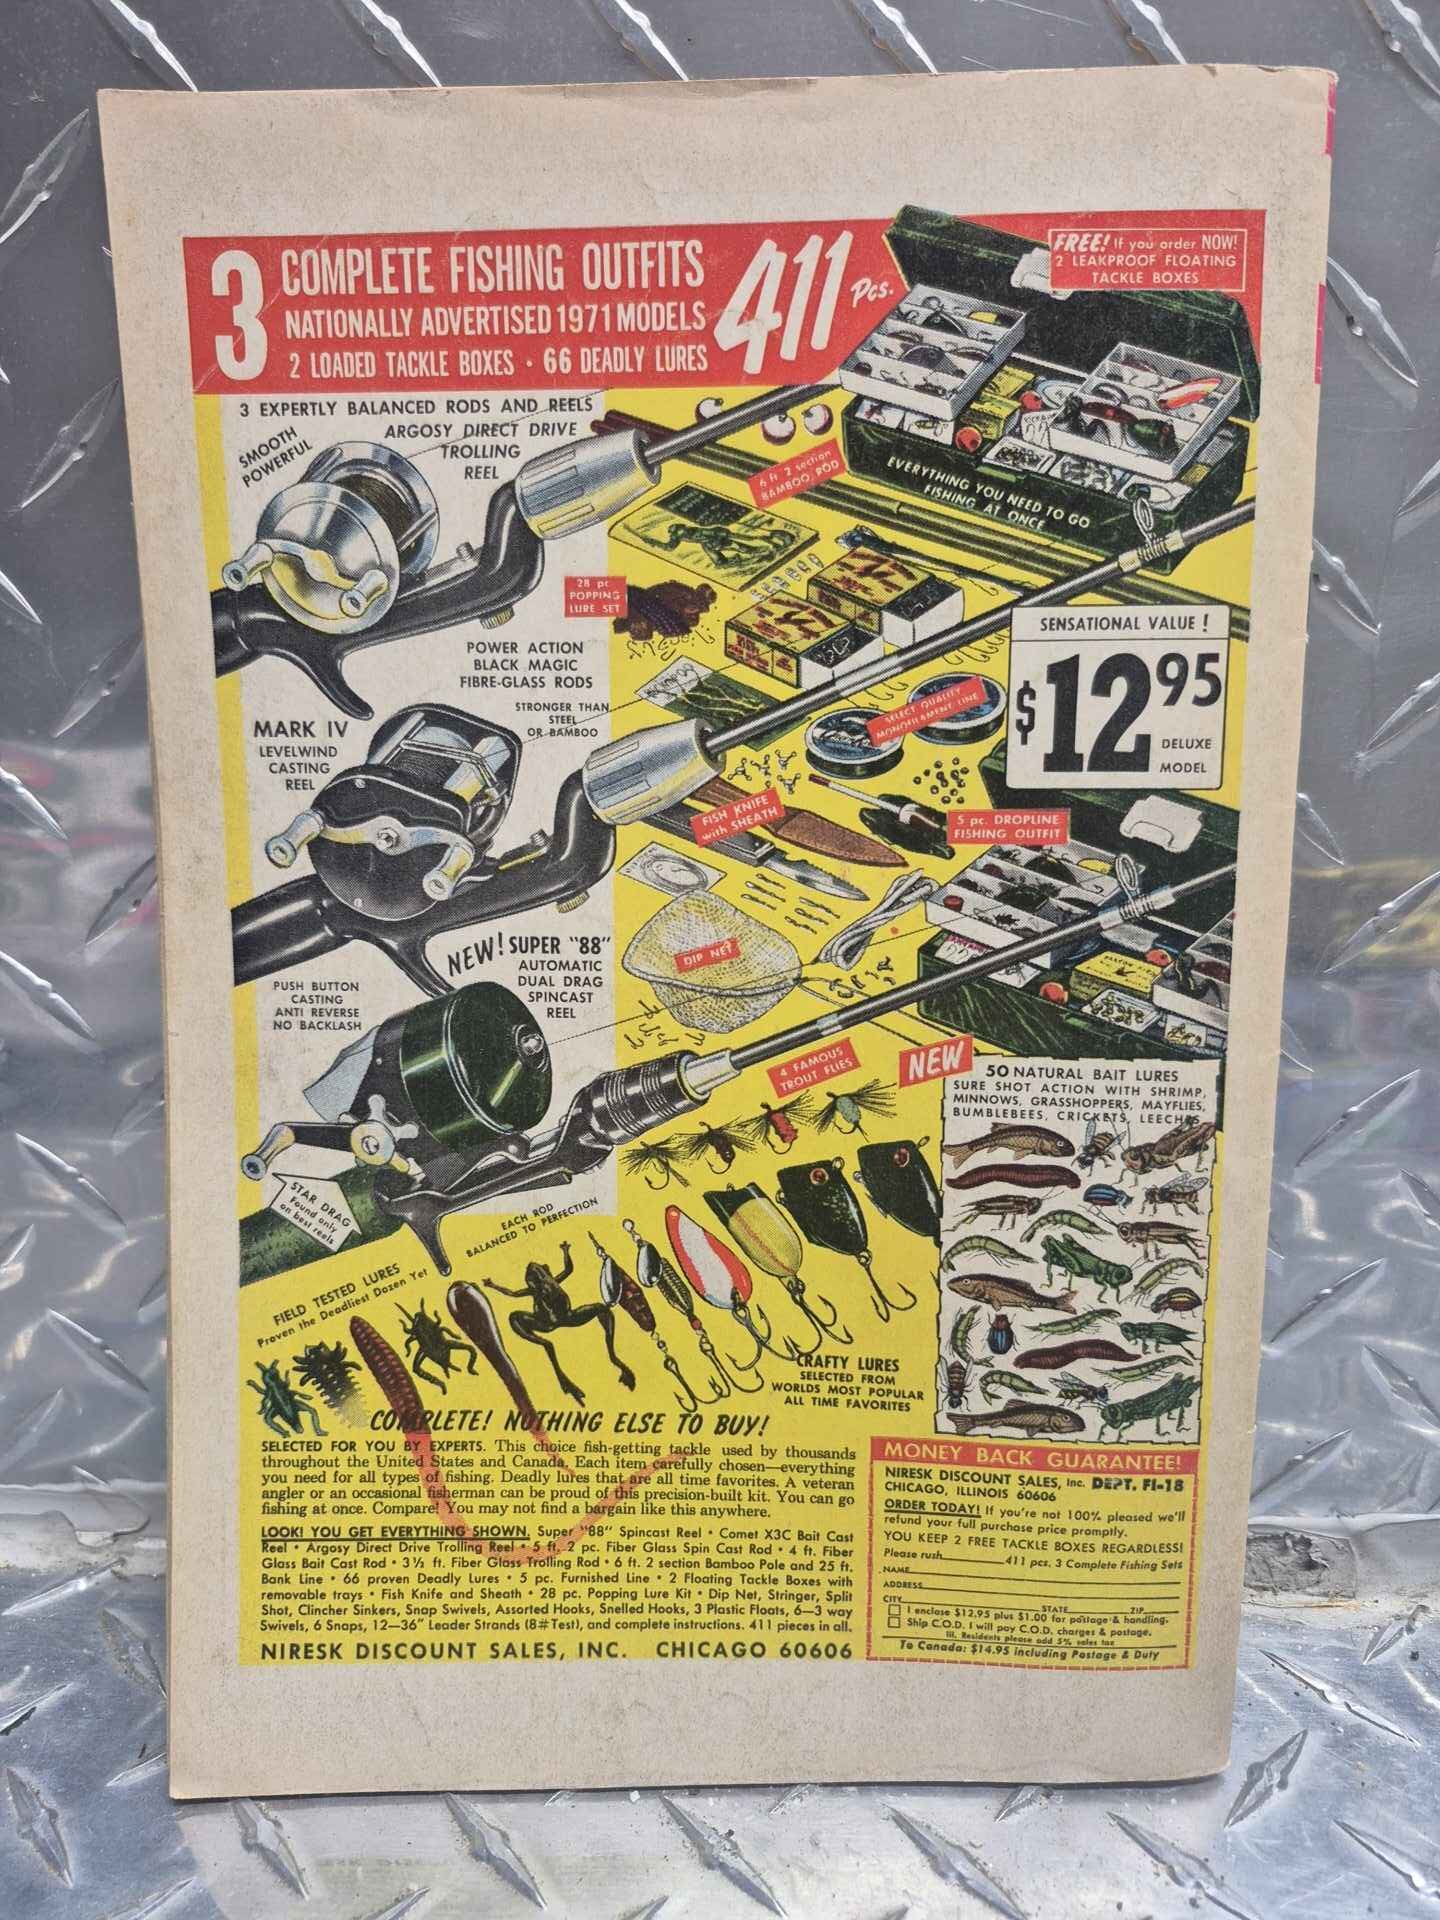 3 COMPLETE FISHING OUTFITS
NATIONALLY ADVERTISED 1971 MODELS
2 LOADED TACKLE BOXES • 66 DEADLY LURES
411 Pcs.
FREE! If you order NOW!
2 LEAKPROOF FLOATING
TACKLE BOXES
3 EXPERTLY BALANCED RODS AND REELS
SMOOTH
POWERFUL
ARGOSY DIRECT DRIVE
TROLLING
REEL
6 ft 2 section
BAMBOO ROD
EVERYTHING YOU NEED TO GO
FISHING AT ONCE
28 pc
POPPING
LURE SET
SENSATIONAL VALUE!
$12.95
DELUXE
MODEL
POWER ACTION
BLACK MAGIC
FIBRE-GLASS RODS
STRONGER THAN
STEEL
OR BAMBOO
SELECT QUALITY
MONOFILAMENT LINE
MARK IV
LEVELWIND
CASTING
REEL
FISH KNIFE
with SHEATH
5 pc. DROPLINE
FISHING OUTFIT
NEW! SUPER "88"
AUTOMATIC
DUAL DRAG
SPINCAST
REEL
DIP NET
PUSH BUTTON
CASTING
ANTI REVERSE
NO BACKLASH
4 FAMOUS
TROUT FLIES
NEW
50 NATURAL BAIT LURES
SURE SHOT ACTION WITH SHRIMP,
MINNOWS, GRASSHOPPERS, MAYFLIES,
BUMBLEBEES, CRICKETS, LEECHES
STAR DRAG
Found only
on best reels
EACH ROD
BALANCED TO PERFECTION
FIELD TESTED LURES
Proven the Deadliest Dozen Yet
CRAFTY LURES
SELECTED FROM
WORLDS MOST POPULAR
ALL TIME FAVORITES
COMPLETE! NOTHING ELSE TO BUY!
SELECTED FOR YOU BY EXPERTS. This choice fish-getting tackle used by thousands
throughout the United States and Canada. Each item carefully chosen—everything
you need for all types of fishing. Deadly lures that are all time favorites. A veteran
angler or an occasional fisherman can be proud of this precision-built kit. You can go
fishing at once. Compare! You may not find a bargain like this anywhere.
LOOK! YOU GET EVERYTHING SHOWN. Super "88" Spincast Reel • Comet X3C Bait Cast
Reel • Argosy Direct Drive Trolling Reel • 5 ft. 2 pc. Fiber Glass Spin Cast Rod • 4 ft. Fiber
Glass Bait Cast Rod • 3½ ft. Fiber Glass Trolling Rod • 6 ft. 2 section Bamboo Pole and 25 ft.
Bank Line • 66 proven Deadly Lures • 5 pc. Furnished Line • 2 Floating Tackle Boxes with
removable trays • Fish Knife and Sheath • 28 pc. Popping Lure Kit • Dip Net, Stringer, Split
Shot, Clincher Sinkers, Snap Swivels, Assorted Hooks, Snelled Hooks, 3 Plastic Floats, 6—3 way
Swivels, 6 Snaps, 12—36" Leader Strands (8#Test), and complete instructions. 411 pieces in all.
NIRESK DISCOUNT SALES, INC. CHICAGO 60606
MONEY BACK GUARANTEE!
NIRESK DISCOUNT SALES, Inc. DEPT. FI-18
CHICAGO, ILLINOIS 60606
ORDER TODAY! If you're not 100% pleased we'll
refund your full purchase price promptly.
YOU KEEP 2 FREE TACKLE BOXES REGARDLESS!
Please rush 411 pcs. 3 Complete Fishing Sets
NAME
ADDRESS
CITY STATE ZIP
I enclose $12.95 plus $1.00 for postage & handling.
Ship C.O.D. I will pay C.O.D. charges & postage.
Ill. Residents please add 5% sales tax
To Canada: $14.95 including Postage & Duty